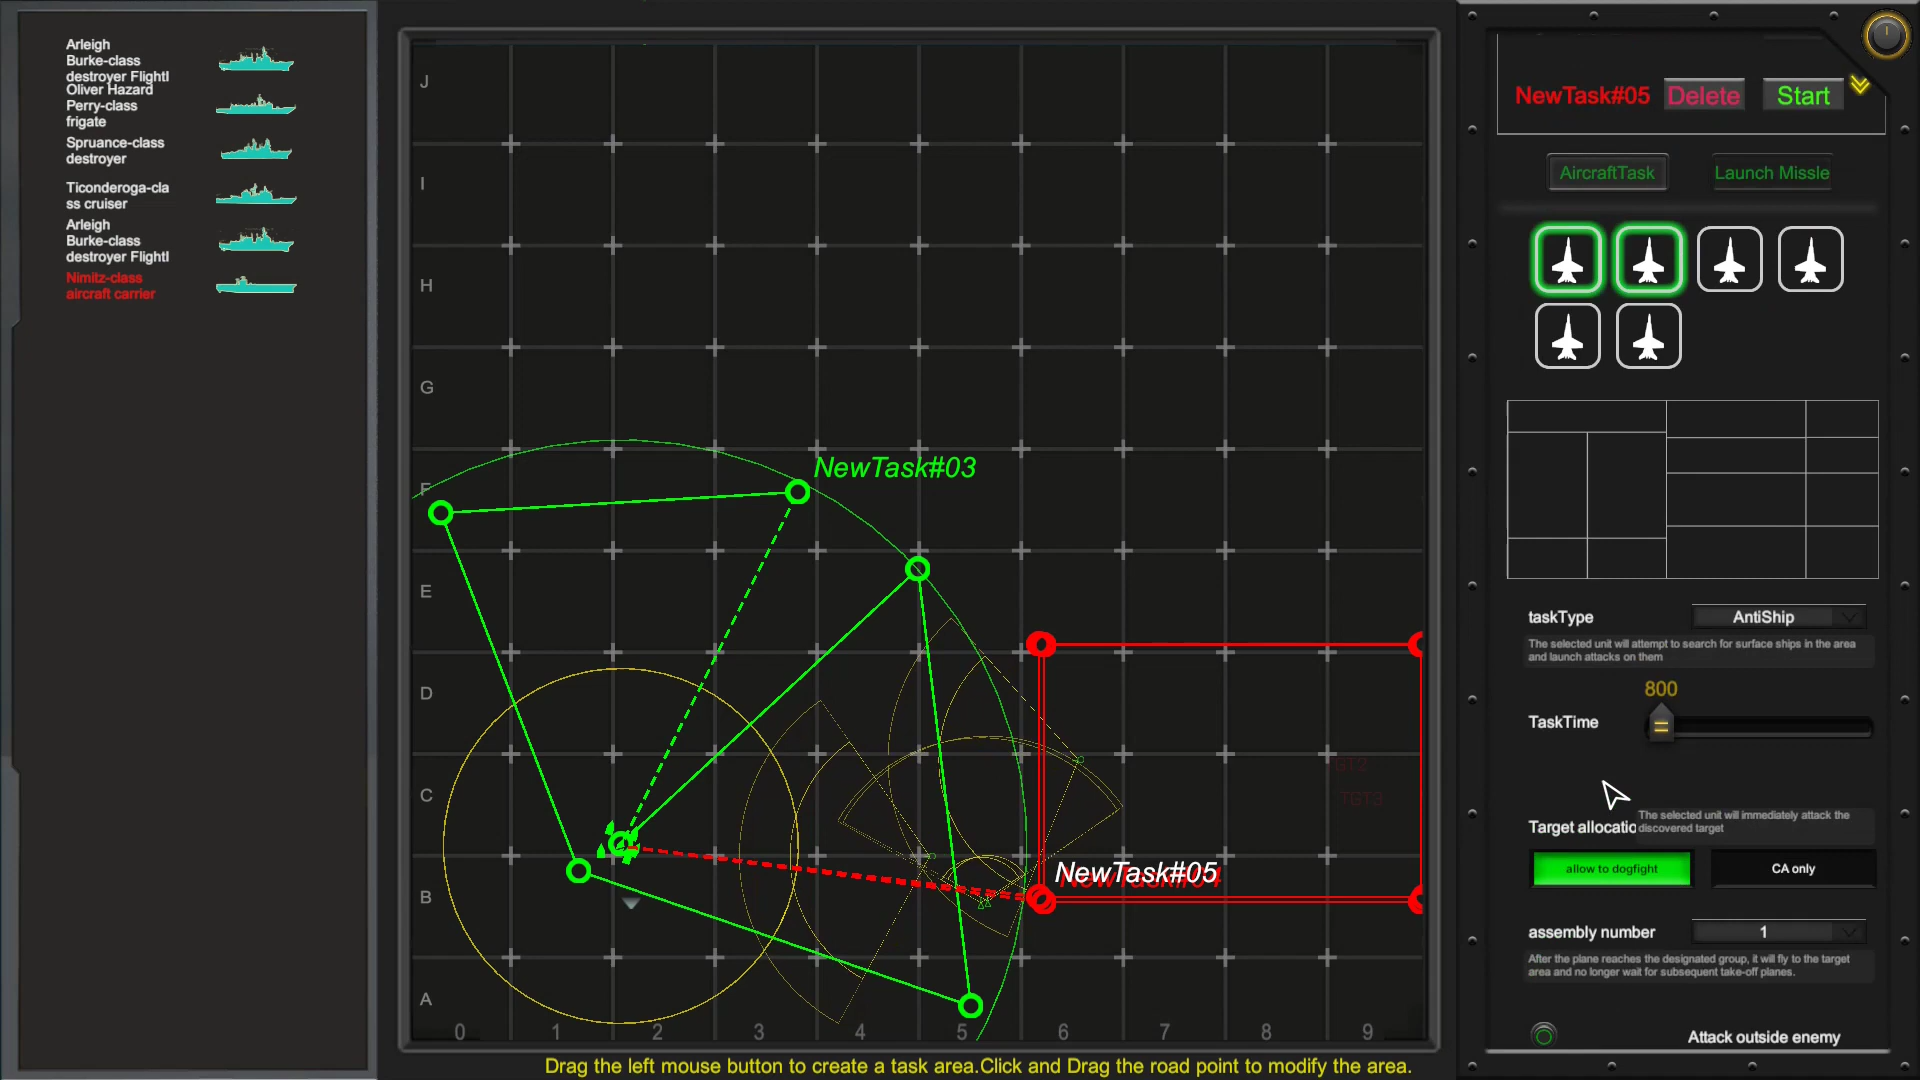 Arleigh
Burke-class
destroyer FlightI
Oliver Hazard
Perry-class
frigate
Spruance-class
destroyer
Ticonderoga-cla
ss cruiser
Arleigh
Burke-class
destroyer FlightI
Nimitz-class
aircraft carrier
J
I
H
G
F
E
D
C
B
A
0 1 2 3 4 5 6 7 8 9
NewTask#03
TGT3
NewTask#05
Drag the left mouse button to create a task area.Click and Drag the road point to modify the area.
NewTask#05 Delete Start
AircraftTask Launch Missle
taskType AntiShip
The selected unit will attempt to search for surface ships in the area
and launch attacks on them
800
TaskTime
Target allocatio
The selected unit will immediately attack the
discovered target
allow to dogfight CA only
assembly number 1
After the plane reaches the designated group, it will fly to the target
area and no longer wait for subsequent take-off planes.
Attack outside enemy